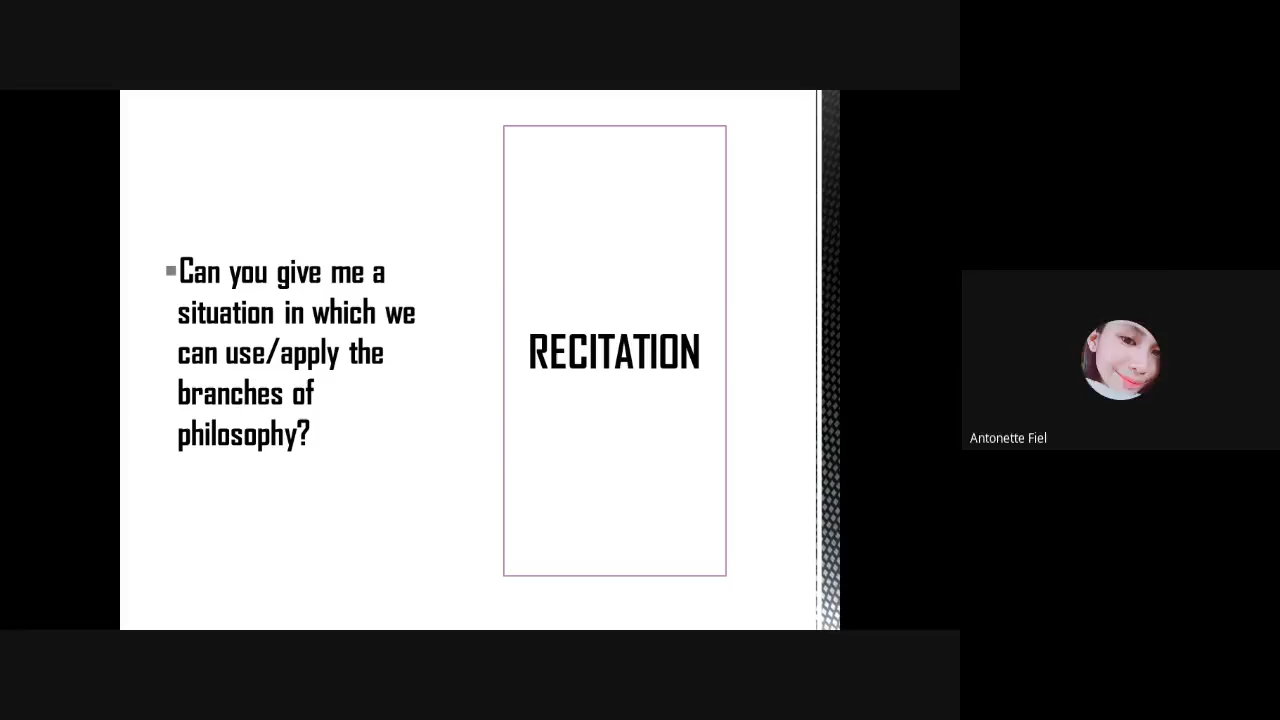 Can you give me a
situation in which we
can use/apply the
branches of
philosophy?
RECITATION
Antonette Fiel